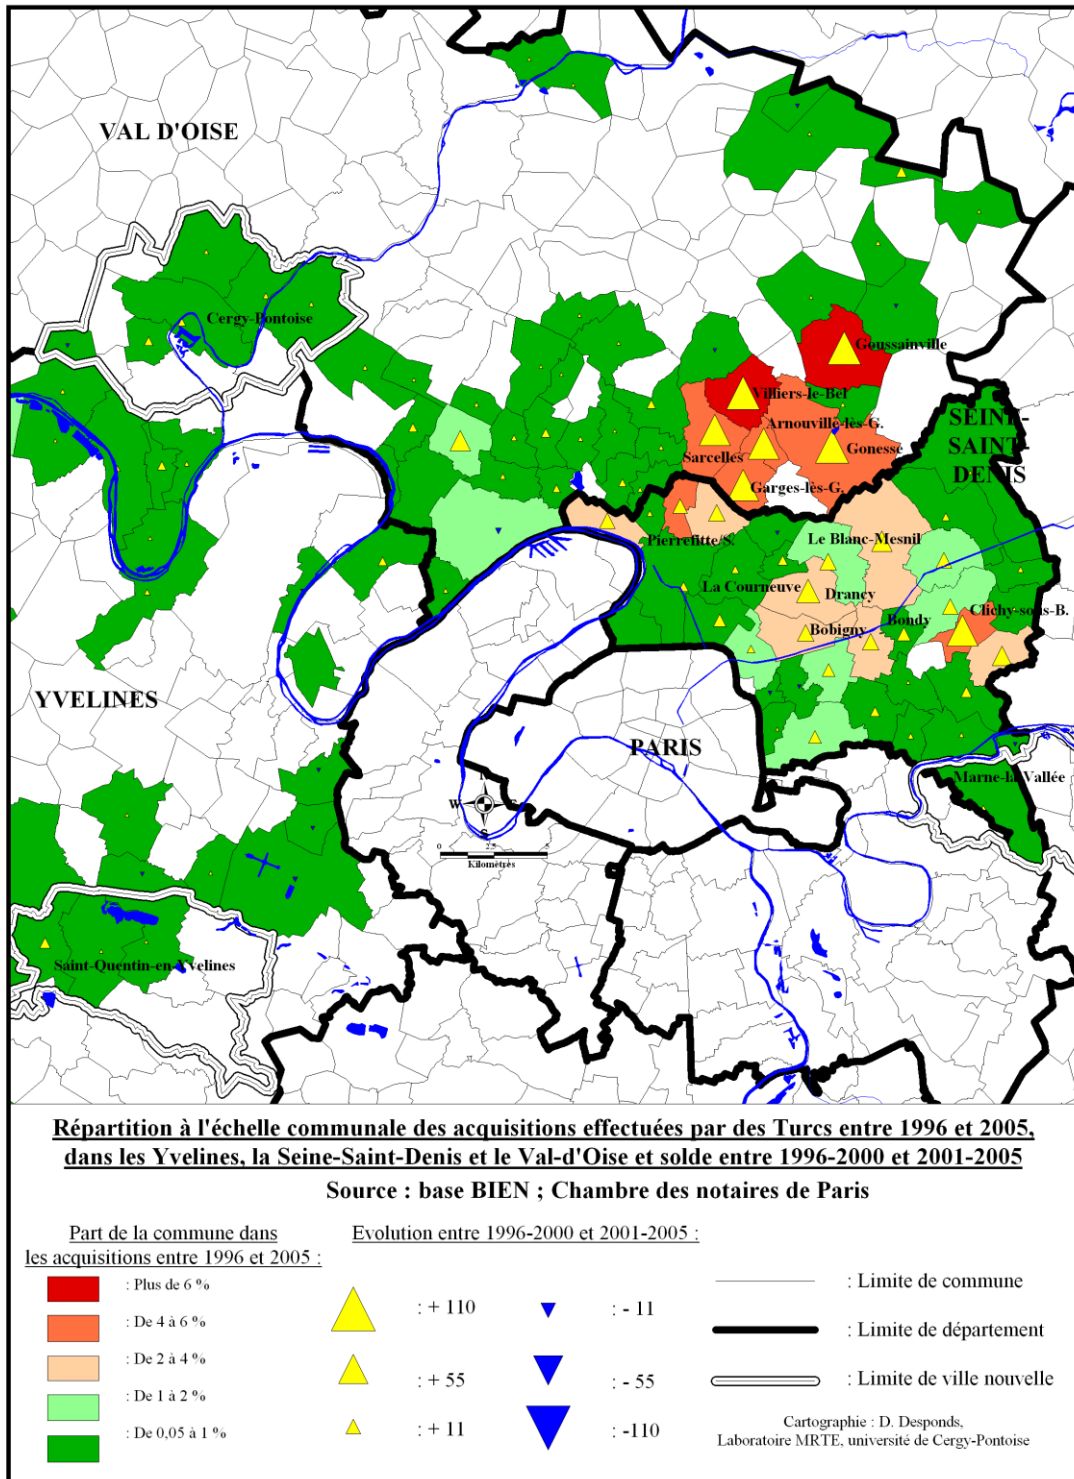 VAL D'OISE
Cergy-Pontoise
Goussainville
Villiers-le-Bel
Arnouville-lès-G.
Sarcelles
Gonesse
Garges-lès-G.
SEINT-
SAINT-
DENIS
Pierrefitte/S.
Le Blanc-Mesnil
La Courneuve
Drancy
Clichy-sous-B.
Bobigny
Bondy
YVELINES
PARIS
Marne-la-Vallée
N
W
E
S
0 2,5 5
Kilomètres
Saint-Quentin-en-Yvelines
Répartition à l'échelle communale des acquisitions effectuées par des Turcs entre 1996 et 2005,
dans les Yvelines, la Seine-Saint-Denis et le Val-d'Oise et solde entre 1996-2000 et 2001-2005
Source : base BIEN ; Chambre des notaires de Paris
Part de la commune dans
les acquisitions entre 1996 et 2005 :
: Plus de 6 %
: De 4 à 6 %
: De 2 à 4 %
: De 1 à 2 %
: De 0,05 à 1 %
Evolution entre 1996-2000 et 2001-2005 :
: + 110
: + 55
: + 11
: - 11
: - 55
: -110
: Limite de commune
: Limite de département
: Limite de ville nouvelle
Cartographie : D. Desponds,
Laboratoire MRTE, université de Cergy-Pontoise